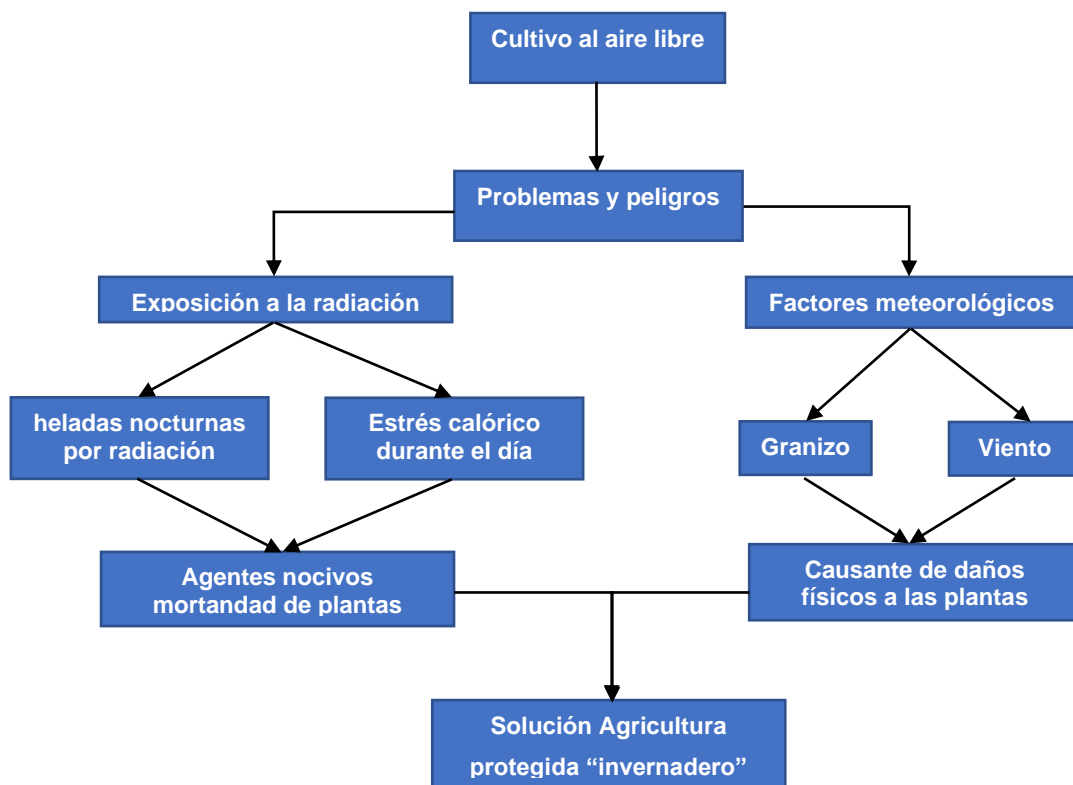 Cultivo al aire libre
Problemas y peligros
Exposición a la radiación
Factores meteorológicos
heladas nocturnas
por radiación
Estrés calórico
durante el día
Granizo
Viento
Agentes nocivos
mortandad de plantas
Causante de daños
físicos a las plantas
Solución Agricultura
protegida “invernadero”